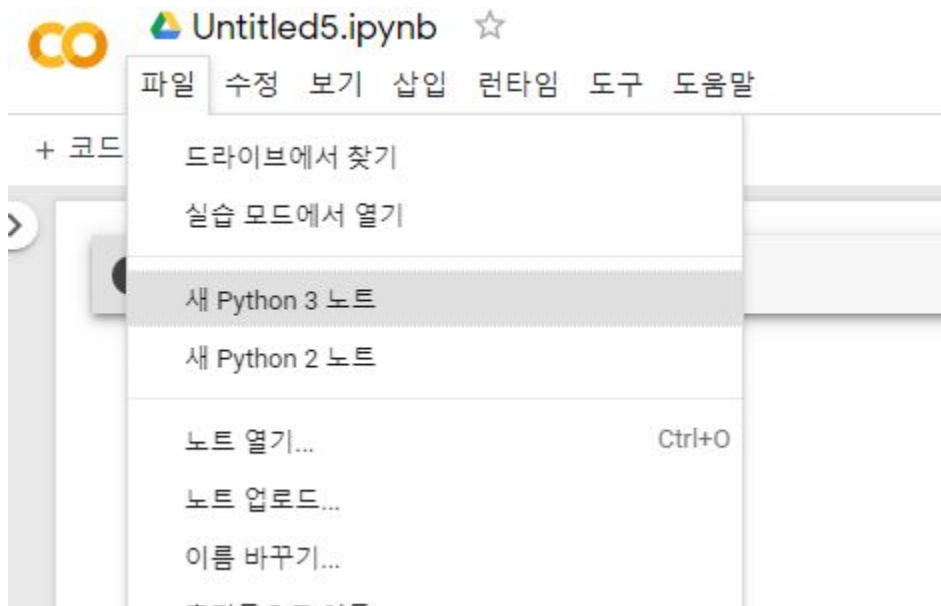 Untitled5.ipynb
파일 수정 보기 삽입 런타임 도구 도움말
+ 코드
드라이브에서 찾기
실습 모드에서 열기
새 Python 3 노트
새 Python 2 노트
노트 열기... Ctrl+O
노트 업로드...
이름 바꾸기...